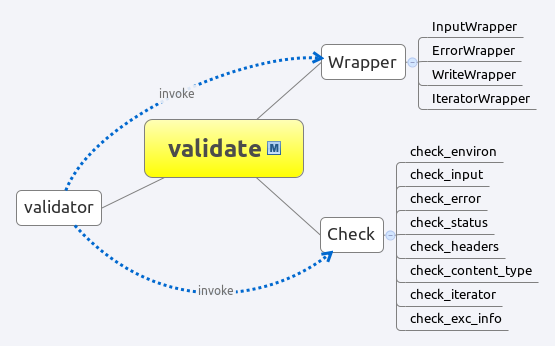 InputWrapper
ErrorWrapper
Wrapper
WriteWrapper
IteratorWrapper
invoke
validate M
check_environ
check_input
check_error
validator
check_status
Check
check_headers
check_content_type
invoke
check_iterator
check_exc_info